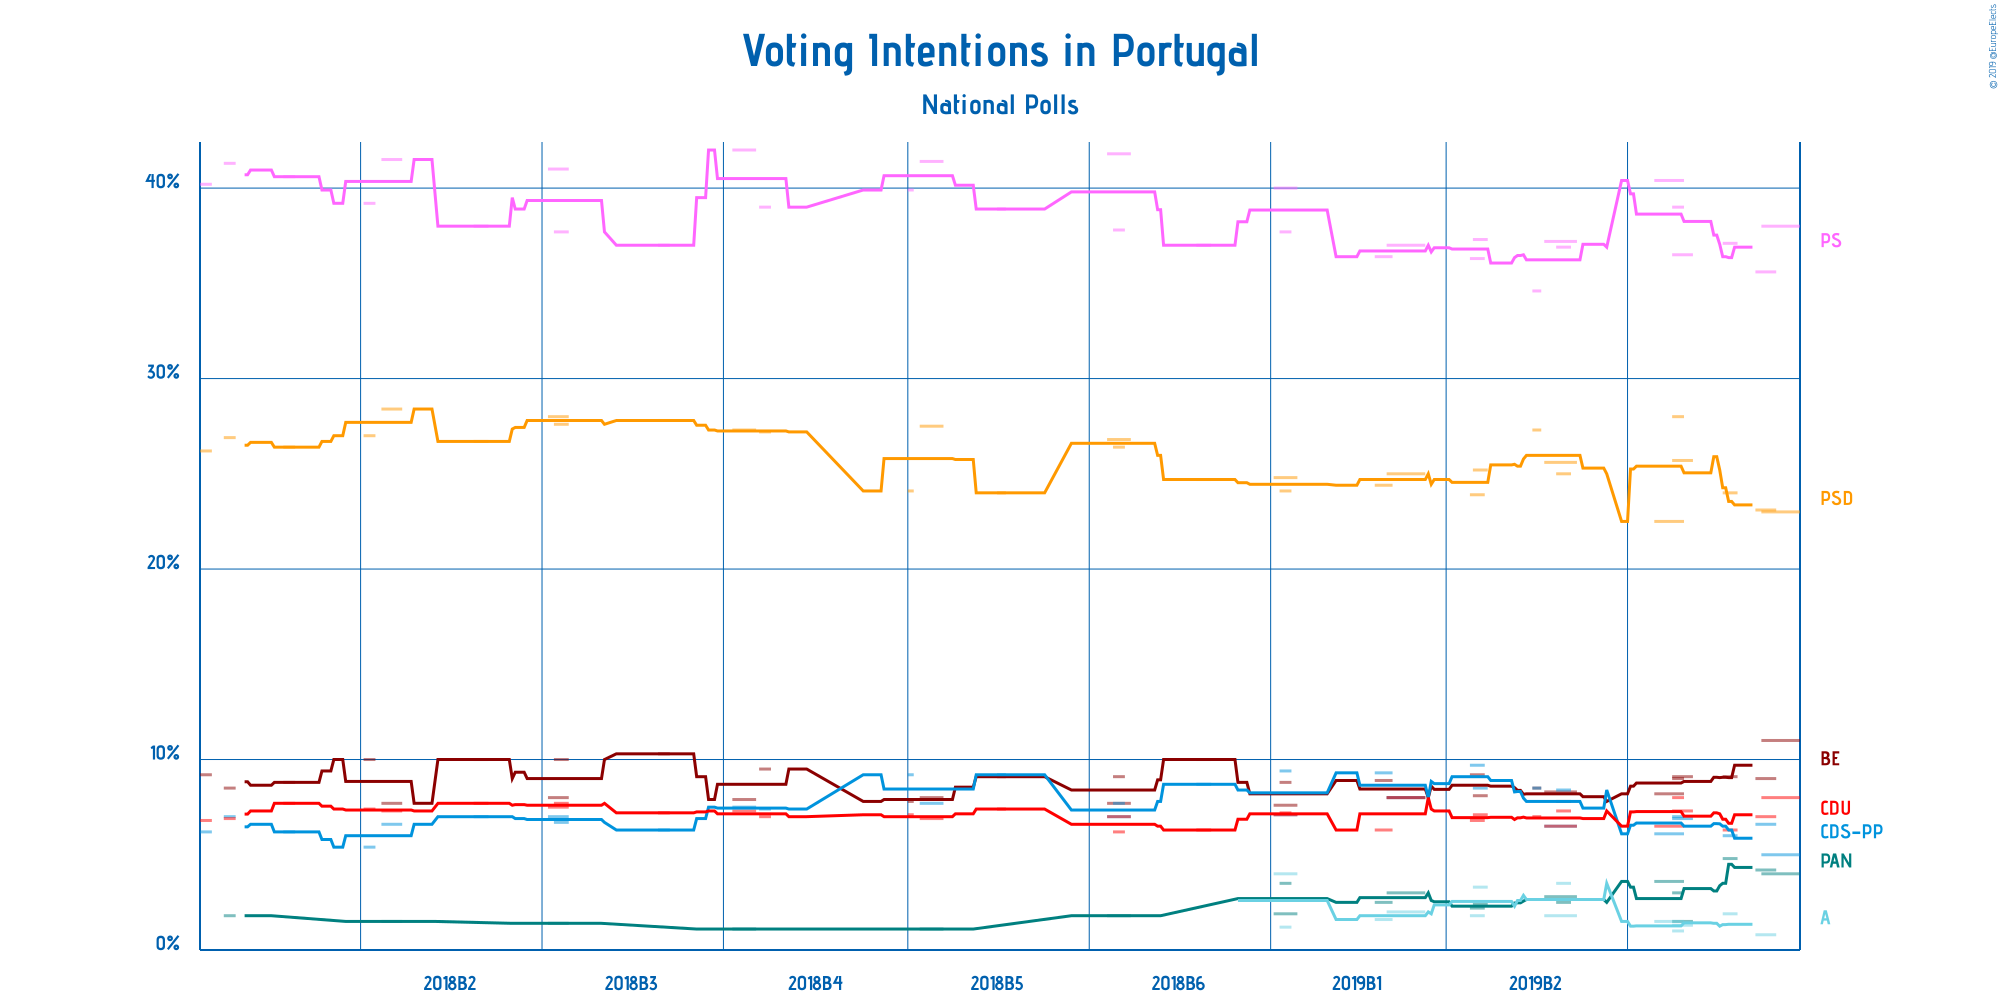 © 2019 @EuropeElects
Voting Intentions in Portugal
National Polls
40%
30%
20%
10%
0%
PS
PSD
BE
CDU
CDS-PP
PAN
A
2018B2 2018B3 2018B4 2018B5 2018B6 2019B1 2019B2